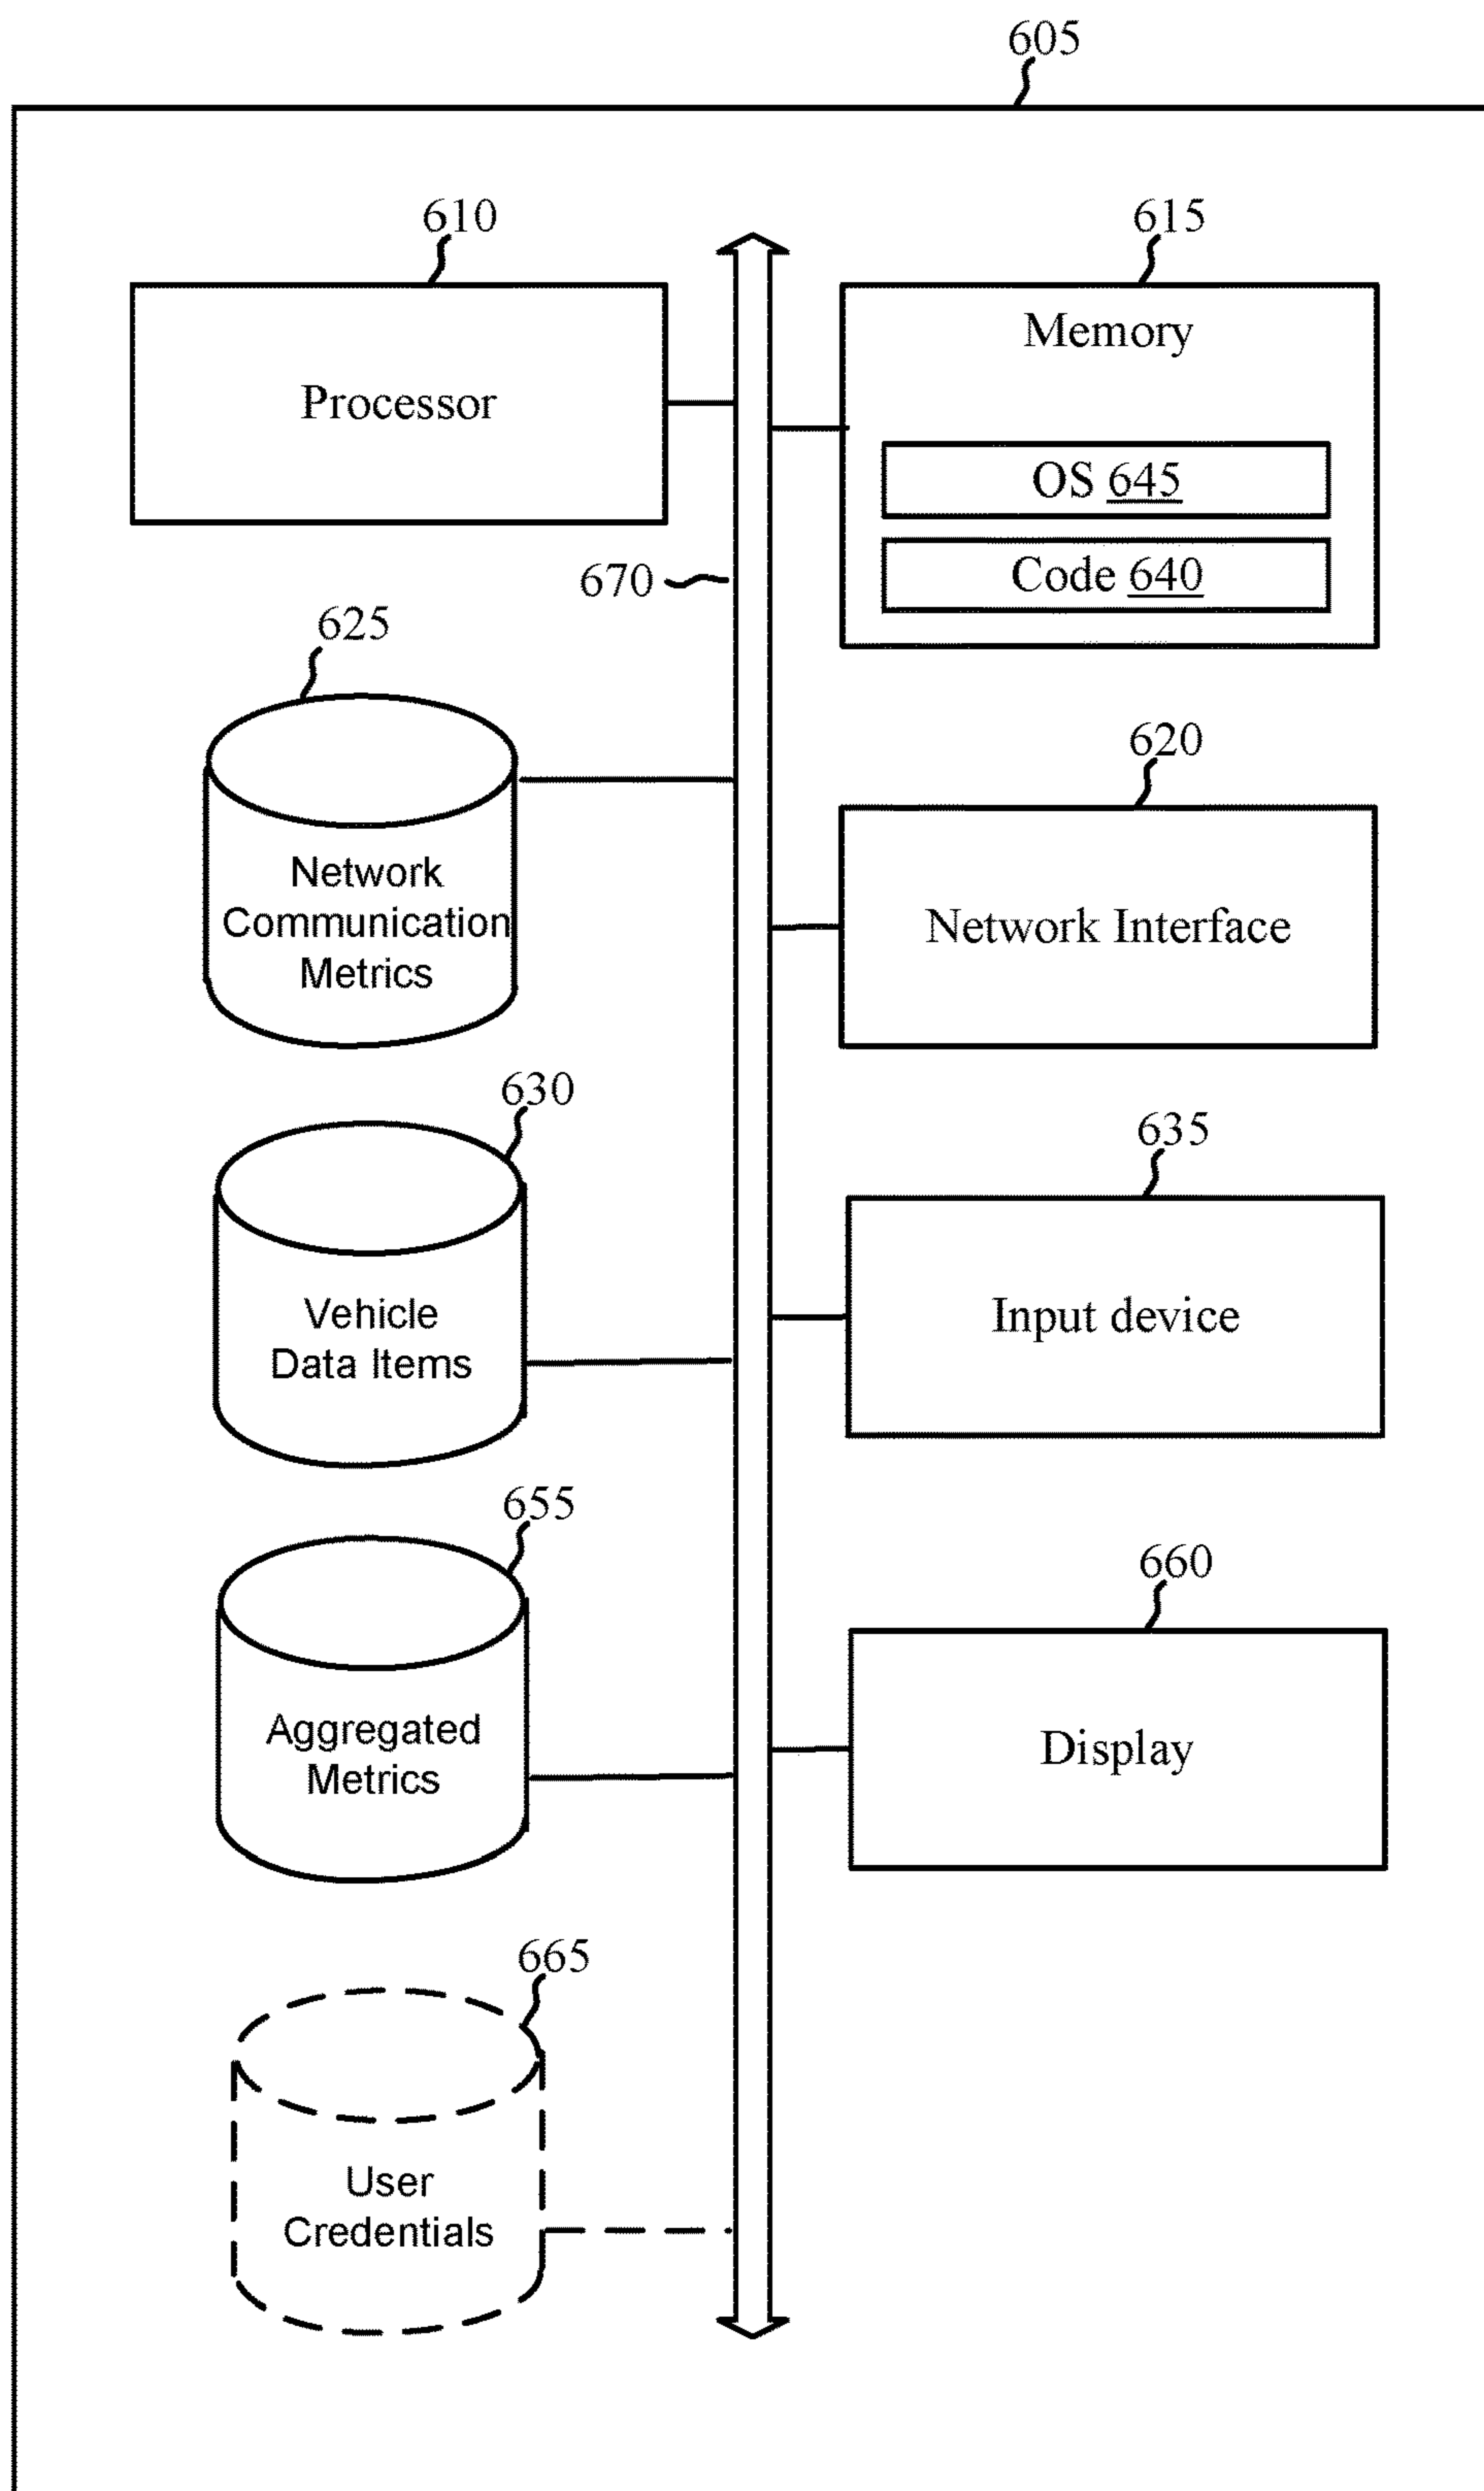 605
610
615
Processor
Memory
OS 645
Code 640
670
625
Network
Communication
Metrics
620
Network Interface
630
Vehicle
Data Items
635
Input device
655
Aggregated
Metrics
660
Display
665
User
Credentials